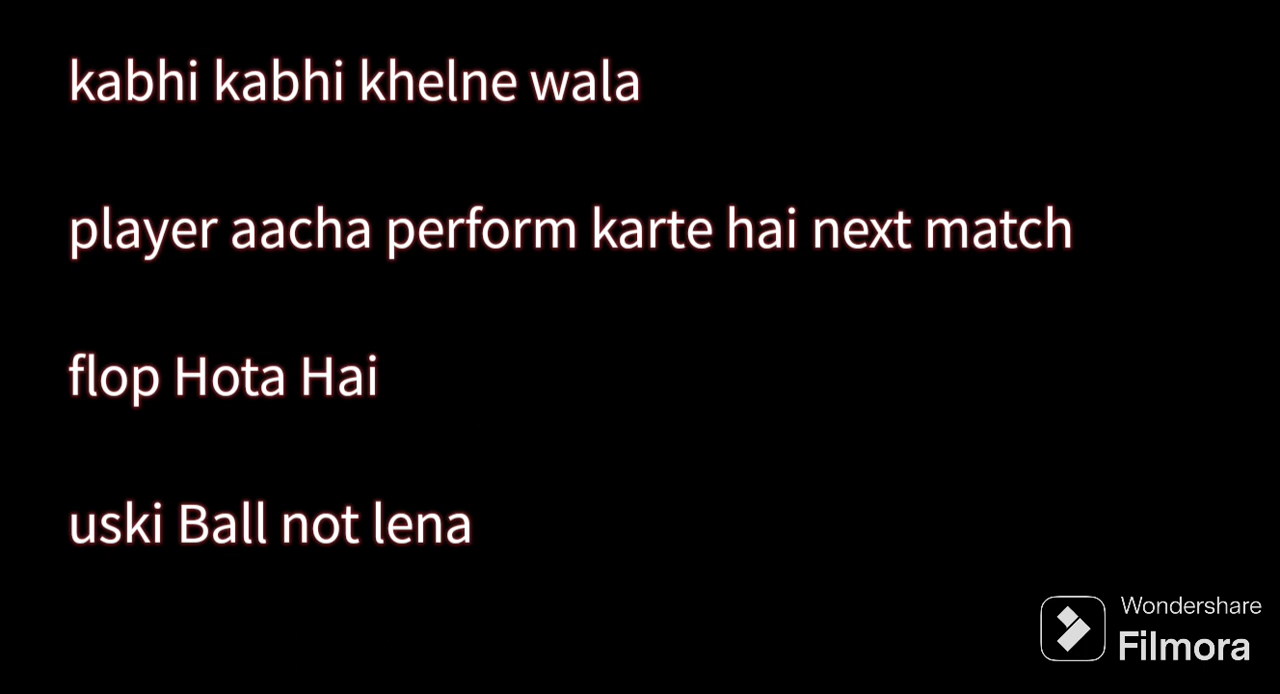 kabhi kabhi khelne wala
player aacha perform karte hai next match
flop Hota Hai
uski Ball not lena
Wondershare
Filmora